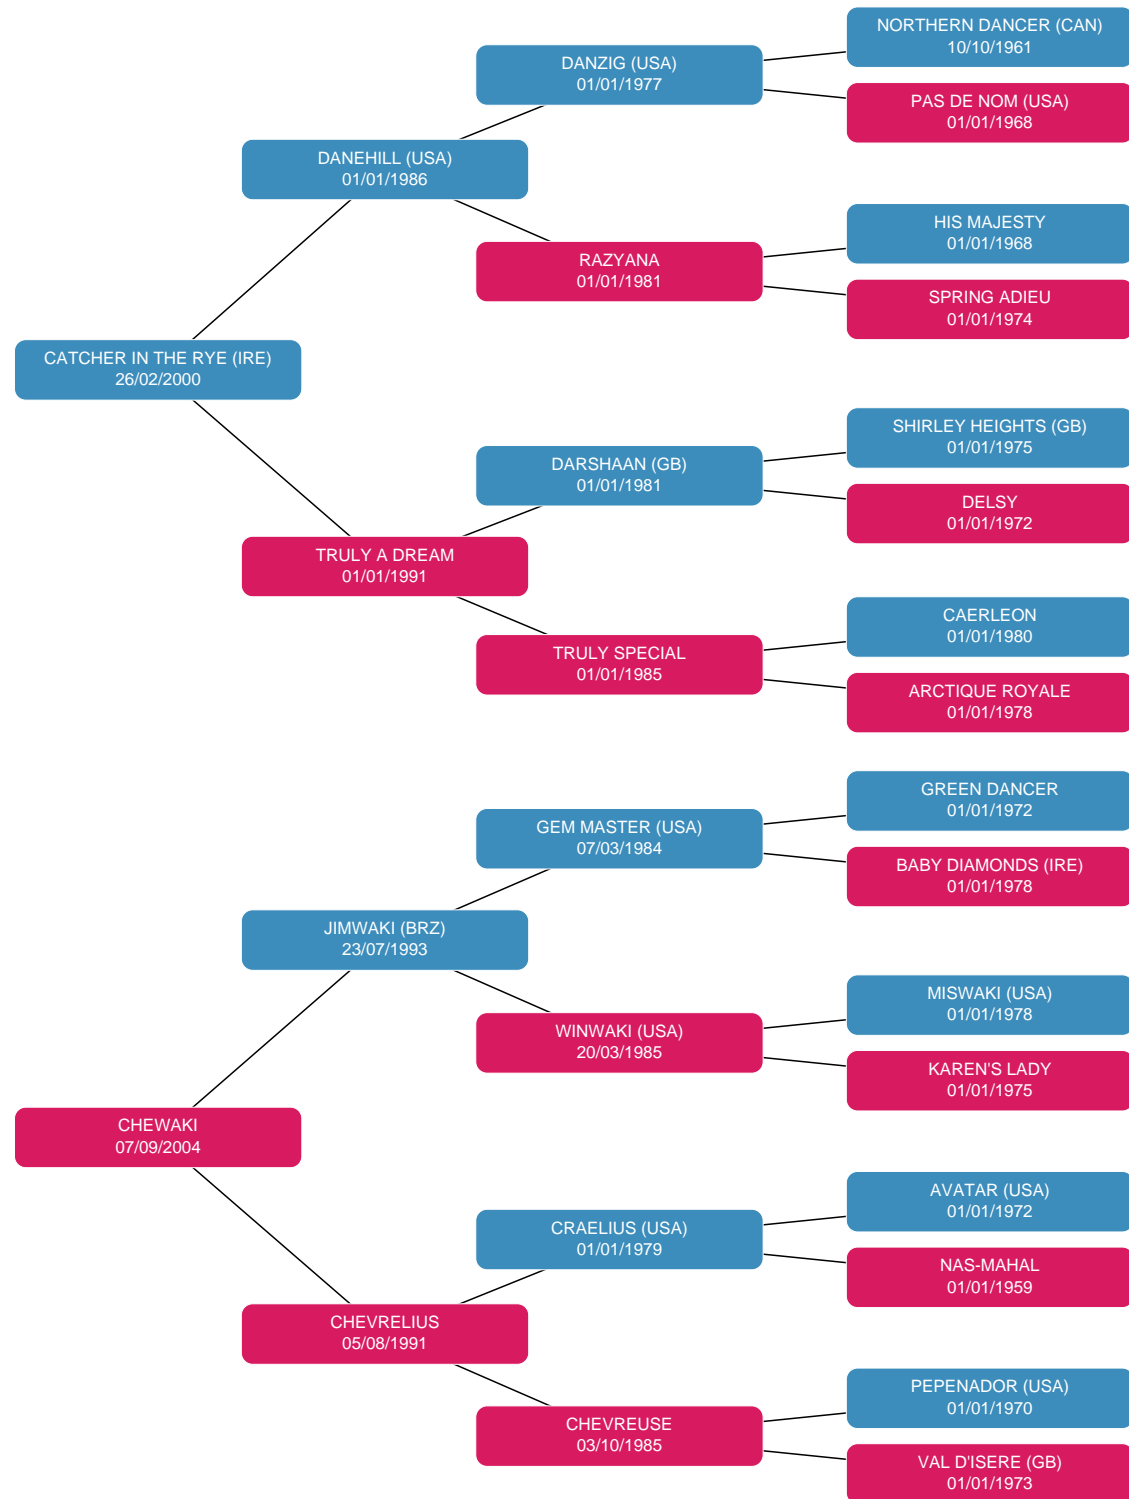 NORTHERN DANCER (CAN)
10/10/1961
DANZIG (USA)
01/01/1977
PAS DE NOM (USA)
01/01/1968
DANEHILL (USA)
01/01/1986
HIS MAJESTY
01/01/1968
RAZYANA
01/01/1981
SPRING ADIEU
01/01/1974
CATCHER IN THE RYE (IRE)
26/02/2000
SHIRLEY HEIGHTS (GB)
01/01/1975
DARSHAAN (GB)
01/01/1981
DELSY
01/01/1972
TRULY A DREAM
01/01/1991
CAERLEON
01/01/1980
TRULY SPECIAL
01/01/1985
ARCTIQUE ROYALE
01/01/1978
GREEN DANCER
01/01/1972
GEM MASTER (USA)
07/03/1984
BABY DIAMONDS (IRE)
01/01/1978
JIMWAKI (BRZ)
23/07/1993
MISWAKI (USA)
01/01/1978
WINWAKI (USA)
20/03/1985
KAREN'S LADY
01/01/1975
CHEWAKI
07/09/2004
AVATAR (USA)
01/01/1972
CRAELIUS (USA)
01/01/1979
NAS-MAHAL
01/01/1959
CHEVRELIUS
05/08/1991
PEPENADOR (USA)
01/01/1970
CHEVREUSE
03/10/1985
VAL D'ISERE (GB)
01/01/1973